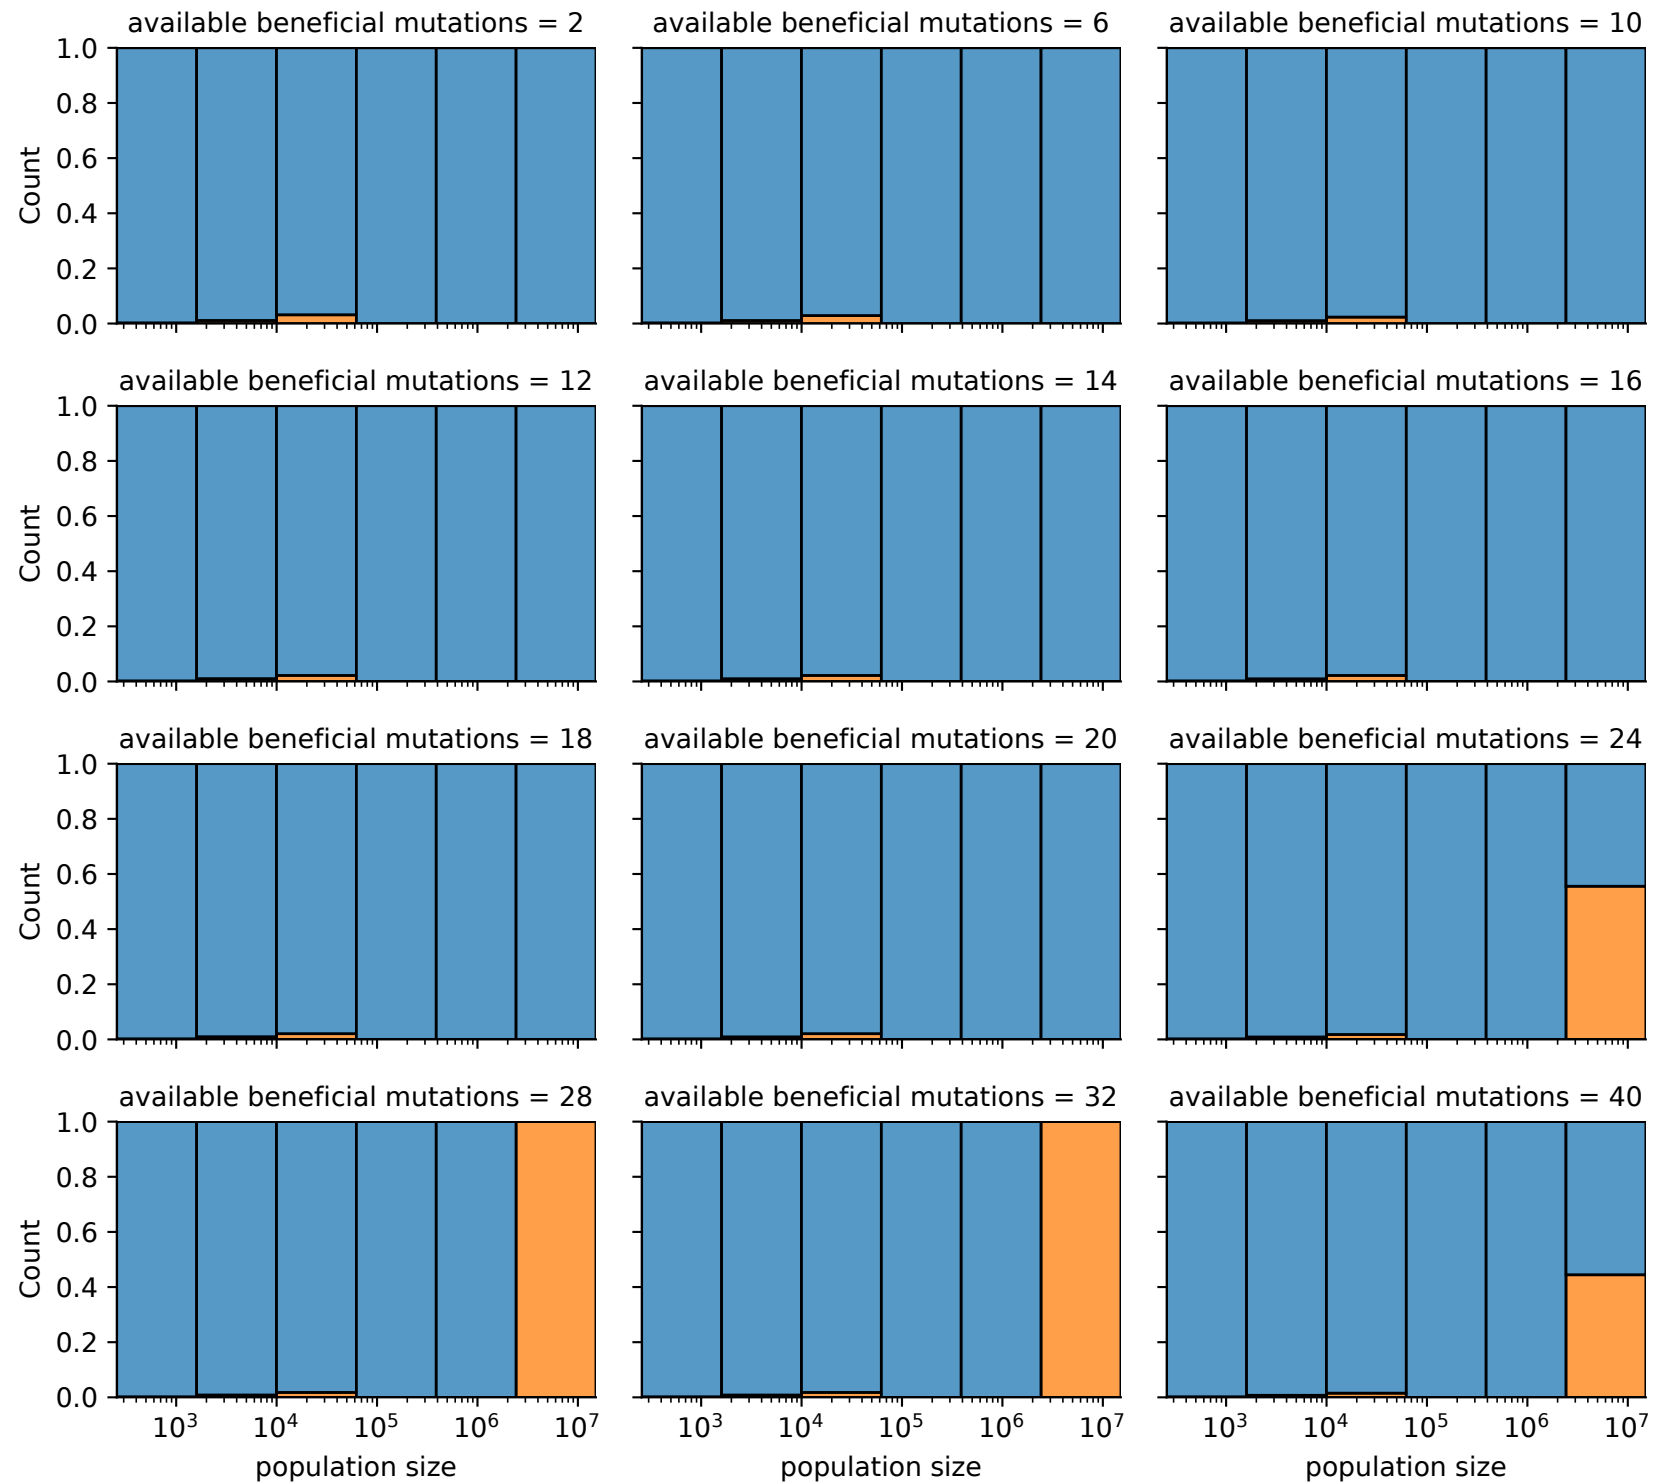 available beneficial mutations = 2
available beneficial mutations = 6
available beneficial mutations = 10
1.0
0.8
0.6
0.4
0.2
0.0
Count
available beneficial mutations = 12
available beneficial mutations = 14
available beneficial mutations = 16
1.0
0.8
0.6
0.4
0.2
0.0
Count
available beneficial mutations = 18
available beneficial mutations = 20
available beneficial mutations = 24
1.0
0.8
0.6
0.4
0.2
0.0
Count
available beneficial mutations = 28
available beneficial mutations = 32
available beneficial mutations = 40
1.0
0.8
0.6
0.4
0.2
0.0
Count
10³ 10⁴ 10⁵ 10⁶ 10⁷
10³ 10⁴ 10⁵ 10⁶ 10⁷
10³ 10⁴ 10⁵ 10⁶ 10⁷
population size
population size
population size